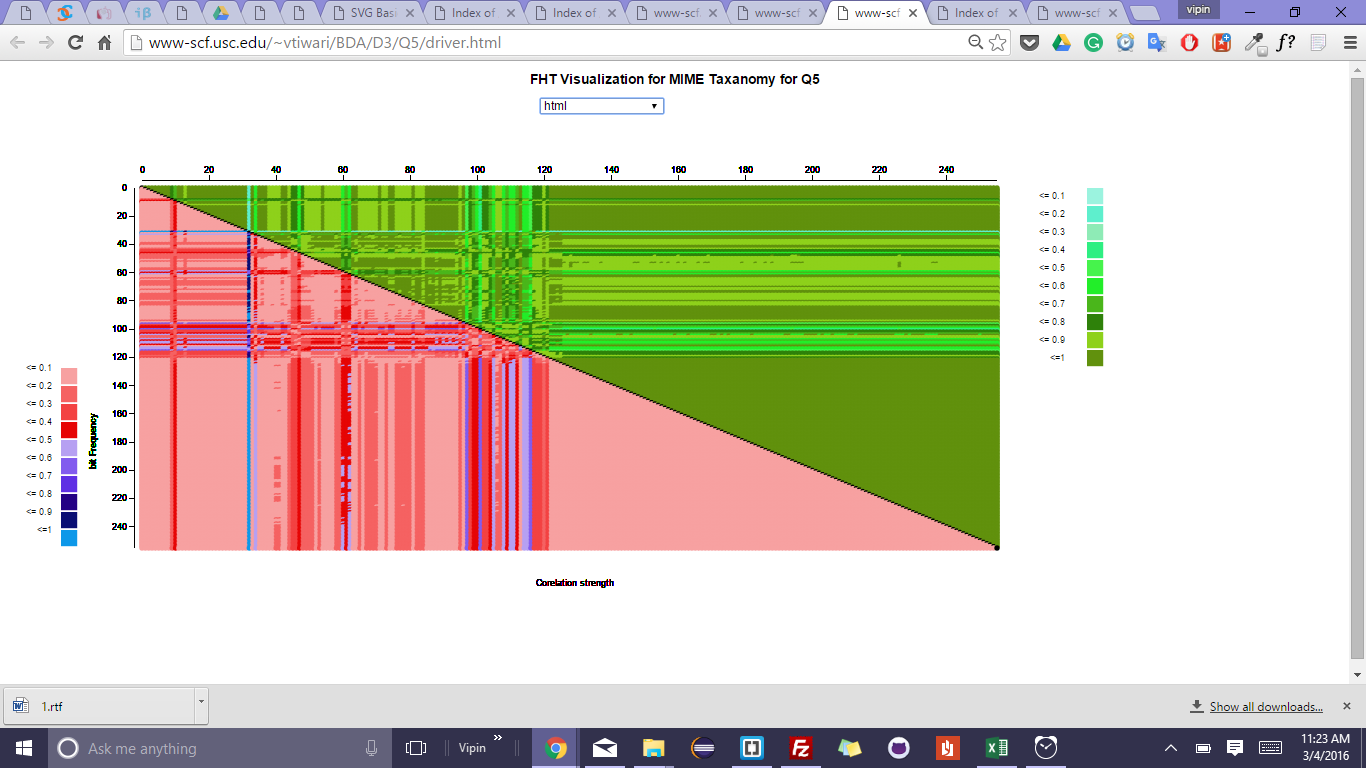 SVG Basi
Index of
Index of
www-scf.
www-scf
www-scf
Index of
www-scf
vipin
www-scf.usc.edu/~vtiwari/BDA/D3/Q5/driver.html
f?
FHT Visualization for MIME Taxanomy for Q5
html
0 20 40 60 80 100 120 140 160 180 200 220 240
0
20
40
60
80
100
120
140
160
180
200
220
240
bit Frequency
Corelation strength
<= 0.1
<= 0.2
<= 0.3
<= 0.4
<= 0.5
<= 0.6
<= 0.7
<= 0.8
<= 0.9
<=1
<= 0.1
<= 0.2
<= 0.3
<= 0.4
<= 0.5
<= 0.6
<= 0.7
<= 0.8
<= 0.9
<=1
1.rtf
Show all downloads...
Ask me anything
Vipin
11:23 AM
3/4/2016